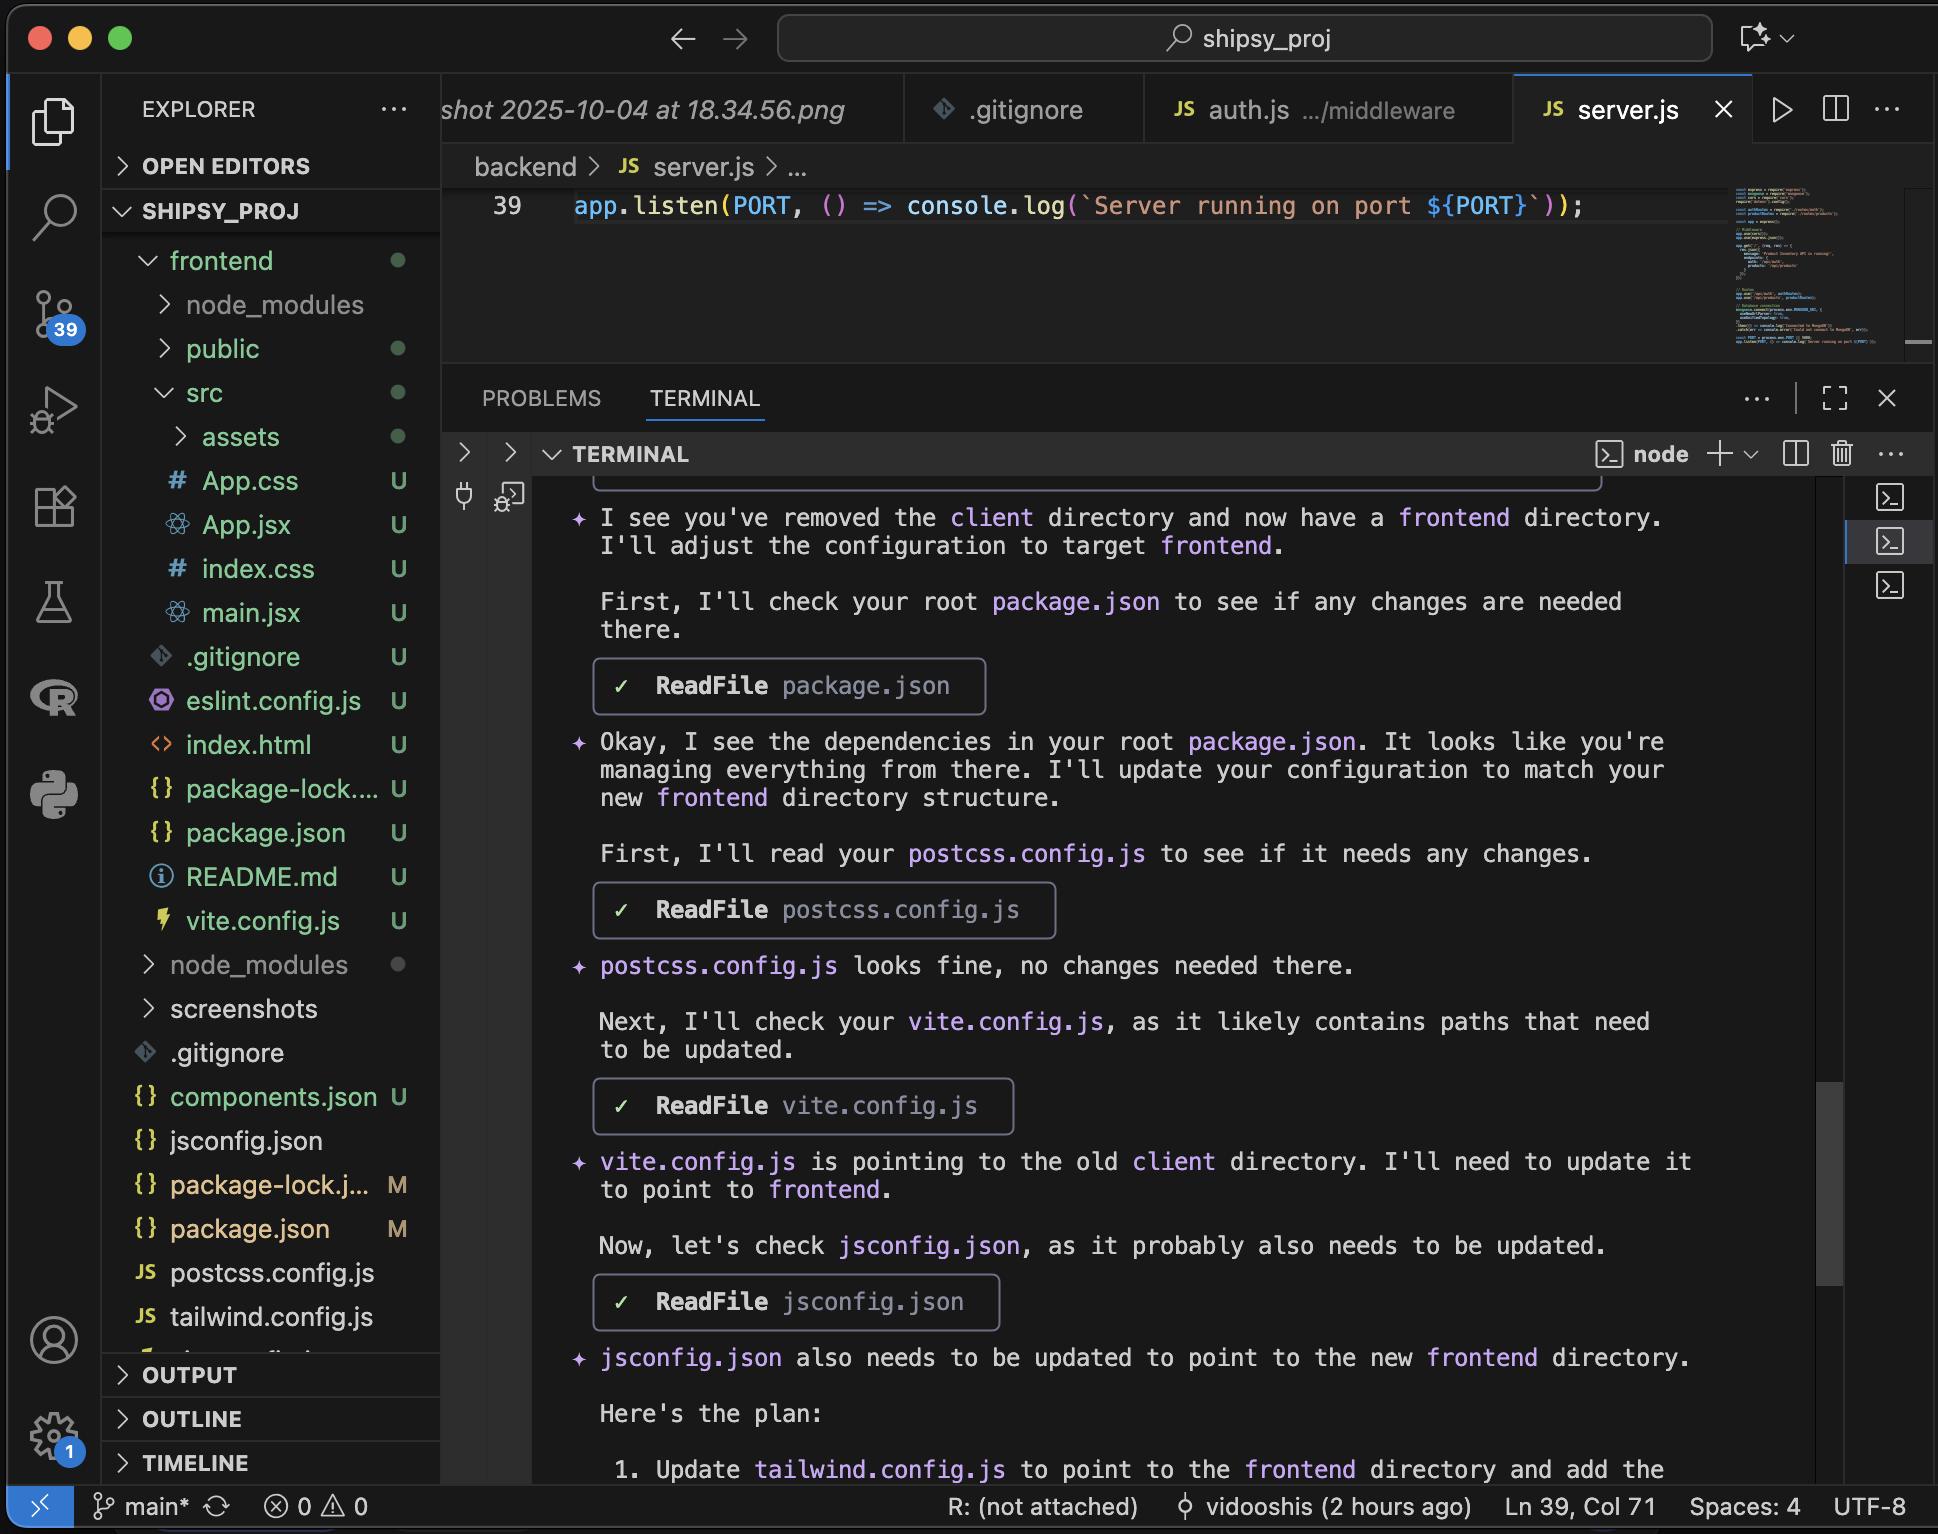 shipsy_proj
EXPLORER
shot 2025-10-04 at 18.34.56.png
.gitignore
JS auth.js .../middleware
JS server.js
OPEN EDITORS
SHIPSY_PROJ
backend > JS server.js > ...
39 app.listen(PORT, () => console.log(`Server running on port ${PORT}`));
frontend
node_modules
public
src
assets
# App.css U
App.jsx U
# index.css U
main.jsx U
.gitignore U
eslint.config.js U
<> index.html U
{} package-lock.... U
{} package.json U
README.md U
vite.config.js U
node_modules
screenshots
.gitignore
{} components.json U
{} jsconfig.json
{} package-lock.j... M
{} package.json M
JS postcss.config.js
JS tailwind.config.js
OUTPUT
OUTLINE
TIMELINE
39
1
PROBLEMS
TERMINAL
TERMINAL
node
✦ I see you've removed the client directory and now have a frontend directory.
I'll adjust the configuration to target frontend.
First, I'll check your root package.json to see if any changes are needed
there.
✓ ReadFile package.json
✦ Okay, I see the dependencies in your root package.json. It looks like you're
managing everything from there. I'll update your configuration to match your
new frontend directory structure.
First, I'll read your postcss.config.js to see if it needs any changes.
✓ ReadFile postcss.config.js
✦ postcss.config.js looks fine, no changes needed there.
Next, I'll check your vite.config.js, as it likely contains paths that need
to be updated.
✓ ReadFile vite.config.js
✦ vite.config.js is pointing to the old client directory. I'll need to update it
to point to frontend.
Now, let's check jsconfig.json, as it probably also needs to be updated.
✓ ReadFile jsconfig.json
✦ jsconfig.json also needs to be updated to point to the new frontend directory.
Here's the plan:
1. Update tailwind.config.js to point to the frontend directory and add the
main*
0
0
R: (not attached)
vidooshis (2 hours ago)
Ln 39, Col 71
Spaces: 4
UTF-8